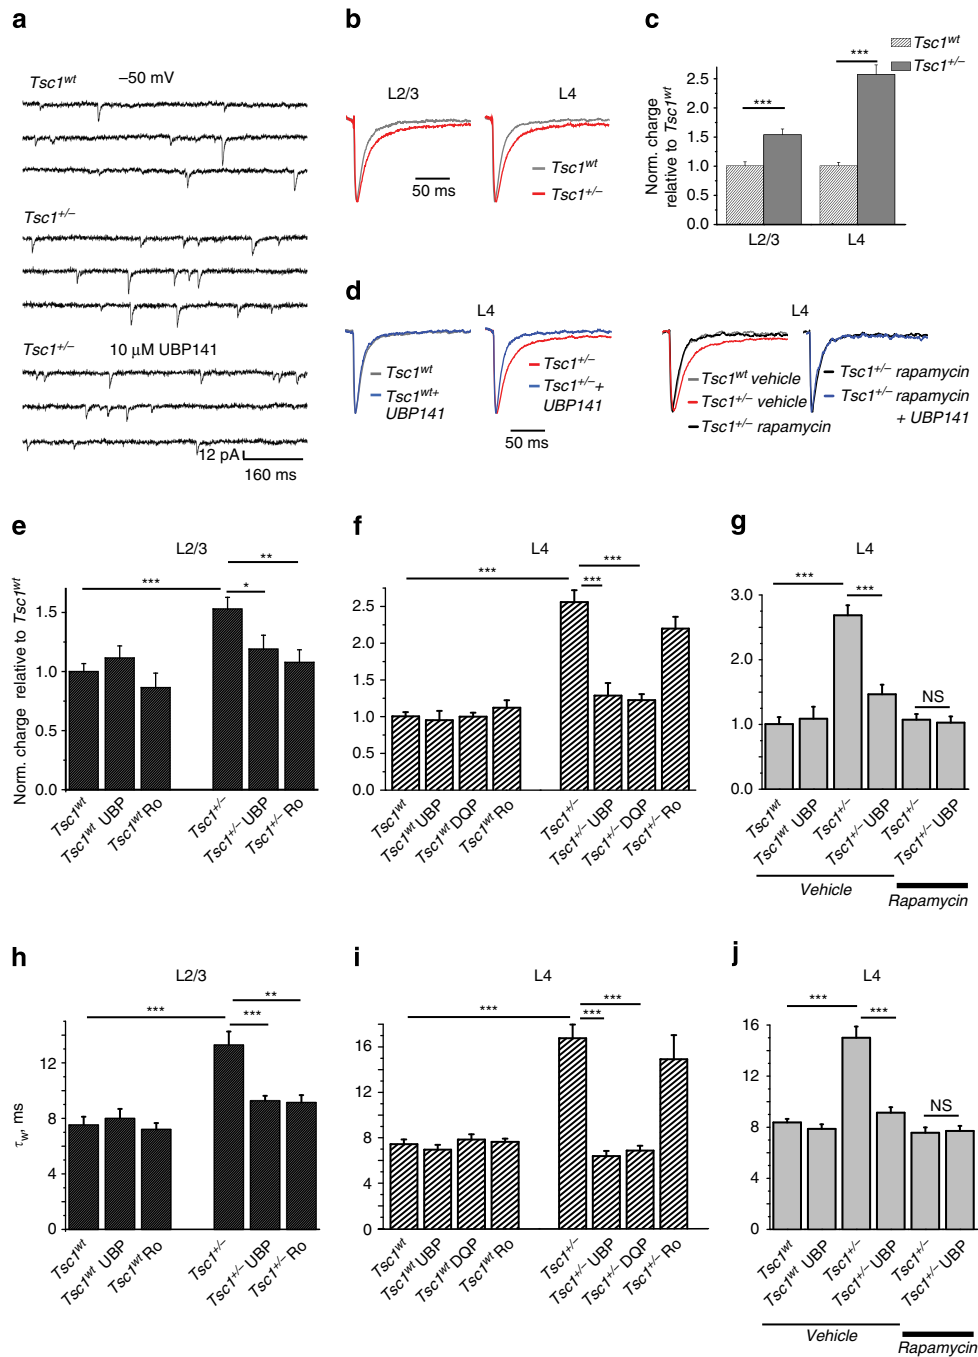 a
Tsc1wt −50 mV
Tsc1+/−
Tsc1+/− 10 μM UBP141
12 pA
160 ms
b
L2/3 L4
50 ms
Tsc1wt
Tsc1+/−
c
Tsc1wt
Tsc1+/−
Norm. charge
relative to Tsc1wt
2.5
2.0
1.5
1.0
0.5
0.0
***
***
L2/3 L4
d
L4
Tsc1wt
Tsc1wt+
UBP141
Tsc1+/−
Tsc1+/− +
UBP141
50 ms
L4
Tsc1wt vehicle
Tsc1+/− vehicle
Tsc1+/− rapamycin
Tsc1+/− rapamycin
Tsc1+/− rapamycin
+ UBP141
e
L2/3
Norm. charge relative to Tsc1wt
1.5
1.0
0.5
0.0
***
**
*
Tsc1wt
Tsc1wt UBP
Tsc1wt Ro
Tsc1+/−
Tsc1+/− UBP
Tsc1+/− Ro
f
L4
2.5
2.0
1.5
1.0
0.5
0.0
***
***
***
Tsc1wt
Tsc1wt UBP
Tsc1wt DQP
Tsc1wt Ro
Tsc1+/−
Tsc1+/− UBP
Tsc1+/− DQP
Tsc1+/− Ro
g
L4
3.0
2.0
1.0
0.0
***
***
NS
Tsc1wt
Tsc1wt UBP
Tsc1+/−
Tsc1+/− UBP
Tsc1+/−
Tsc1+/− UBP
Vehicle
Rapamycin
h
L2/3
τw, ms
12
8
4
0
***
**
***
Tsc1wt
Tsc1wt UBP
Tsc1wt Ro
Tsc1+/−
Tsc1+/− UBP
Tsc1+/− Ro
i
L4
16
12
8
4
0
***
***
***
Tsc1wt
Tsc1wt UBP
Tsc1wt DQP
Tsc1wt Ro
Tsc1+/−
Tsc1+/− UBP
Tsc1+/− DQP
Tsc1+/− Ro
j
L4
16
12
8
4
0
***
***
NS
Tsc1wt
Tsc1wt UBP
Tsc1+/−
Tsc1+/− UBP
Tsc1+/−
Tsc1+/− UBP
Vehicle
Rapamycin